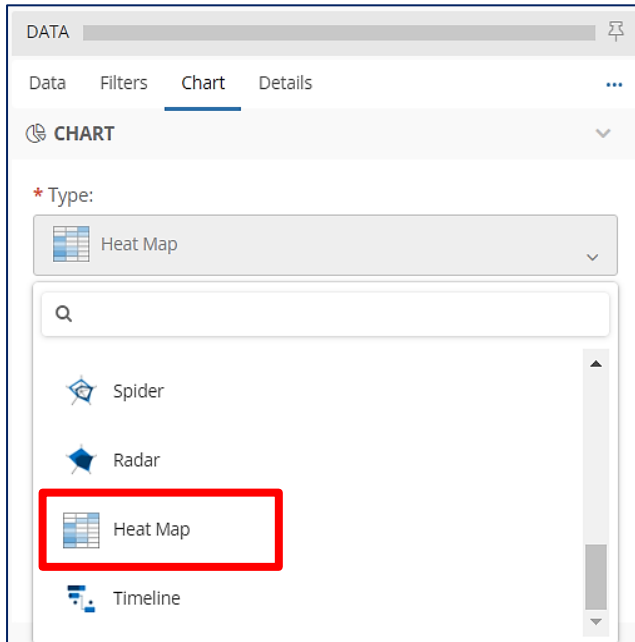 DATA
Data Filters Chart Details
CHART
* Type:
Heat Map
Spider
Radar
Heat Map
Timeline